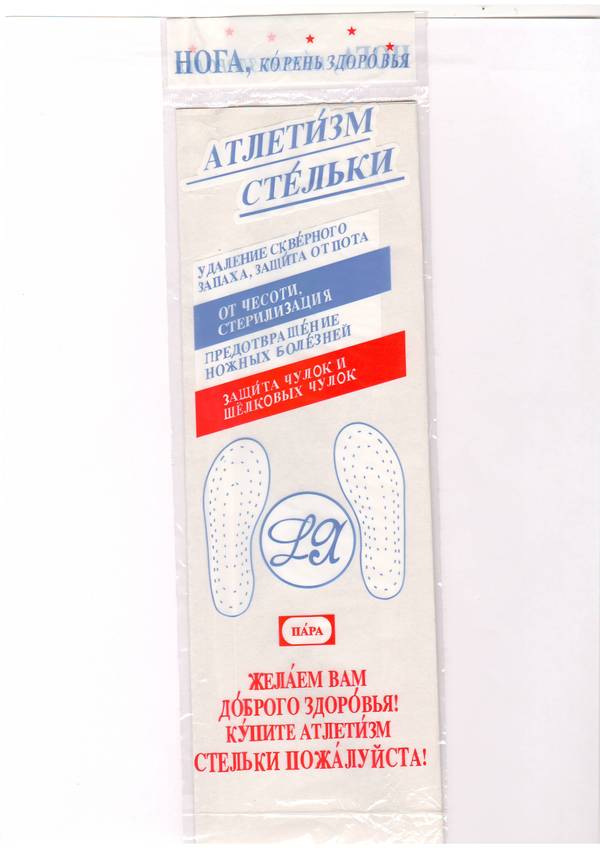 НОГА, КО́РЕНЬ ЗДОРО́ВЬЯ
АТЛЕТИ́ЗМ
СТЕ́ЛЬКИ
УДАЛЕНИЕ СКВЕ́РНОГО
ЗАПАХА, ЗАЩИ́ТА ОТ ПОТА
ОТ ЧЕСОТИ,
СТЕРИЛИЗАЦИЯ
ПРЕДОТВРАЩЕ́НИЕ
НОЖНЫХ БОЛЕ́ЗНЕЙ
ЗАЩИ́ТА ЧУЛОК И
ШЁЛКОВЫХ ЧУЛОК
ПА́РА
ЖЕЛА́ЕМ ВАМ
ДО́БРОГО ЗДОРО́ВЬЯ!
КУ́ПИТЕ АТЛЕТИ́ЗМ
СТЕЛЬКИ ПОЖА́ЛУЙСТА!